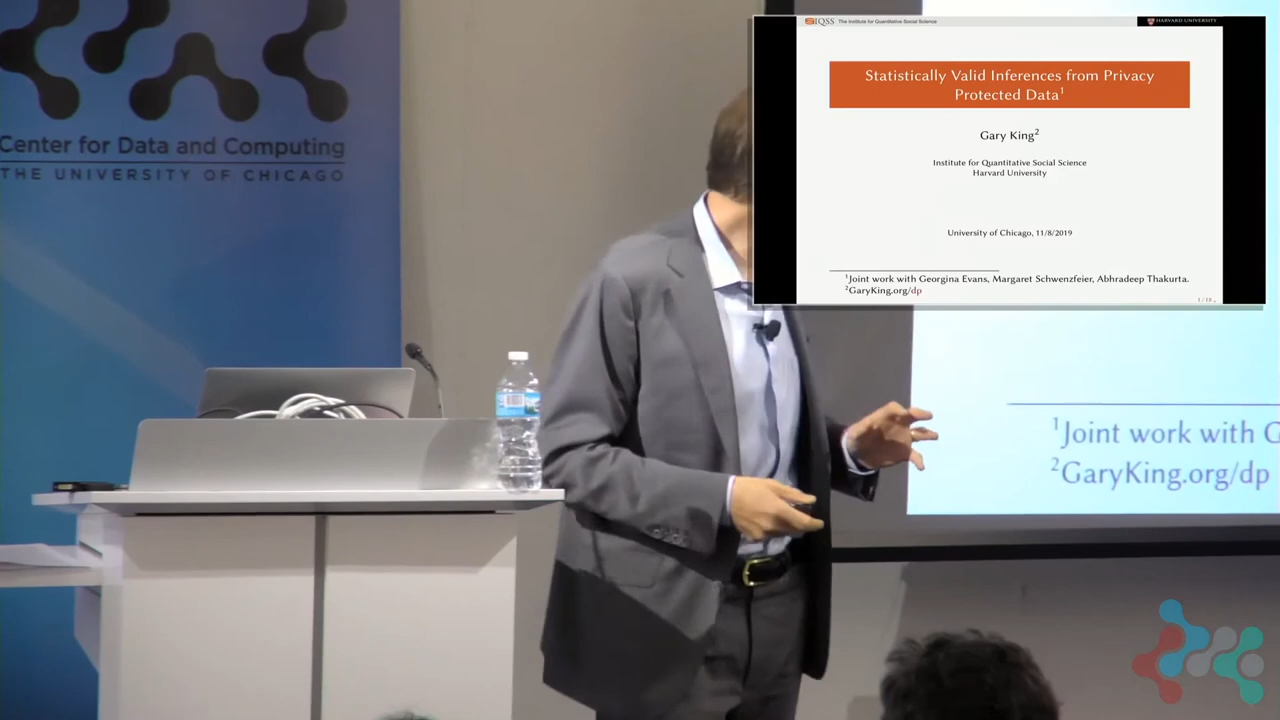 Center for Data and Computing
THE UNIVERSITY OF CHICAGO
IQSS The Institute for Quantitative Social Science
HARVARD UNIVERSITY
Statistically Valid Inferences from Privacy
Protected Data¹
Gary King²
Institute for Quantitative Social Science
Harvard University
University of Chicago, 11/8/2019
¹Joint work with Georgina Evans, Margaret Schwenzfeier, Abhradeep Thakurta.
²GaryKing.org/dp
¹Joint work with G
²GaryKing.org/dp